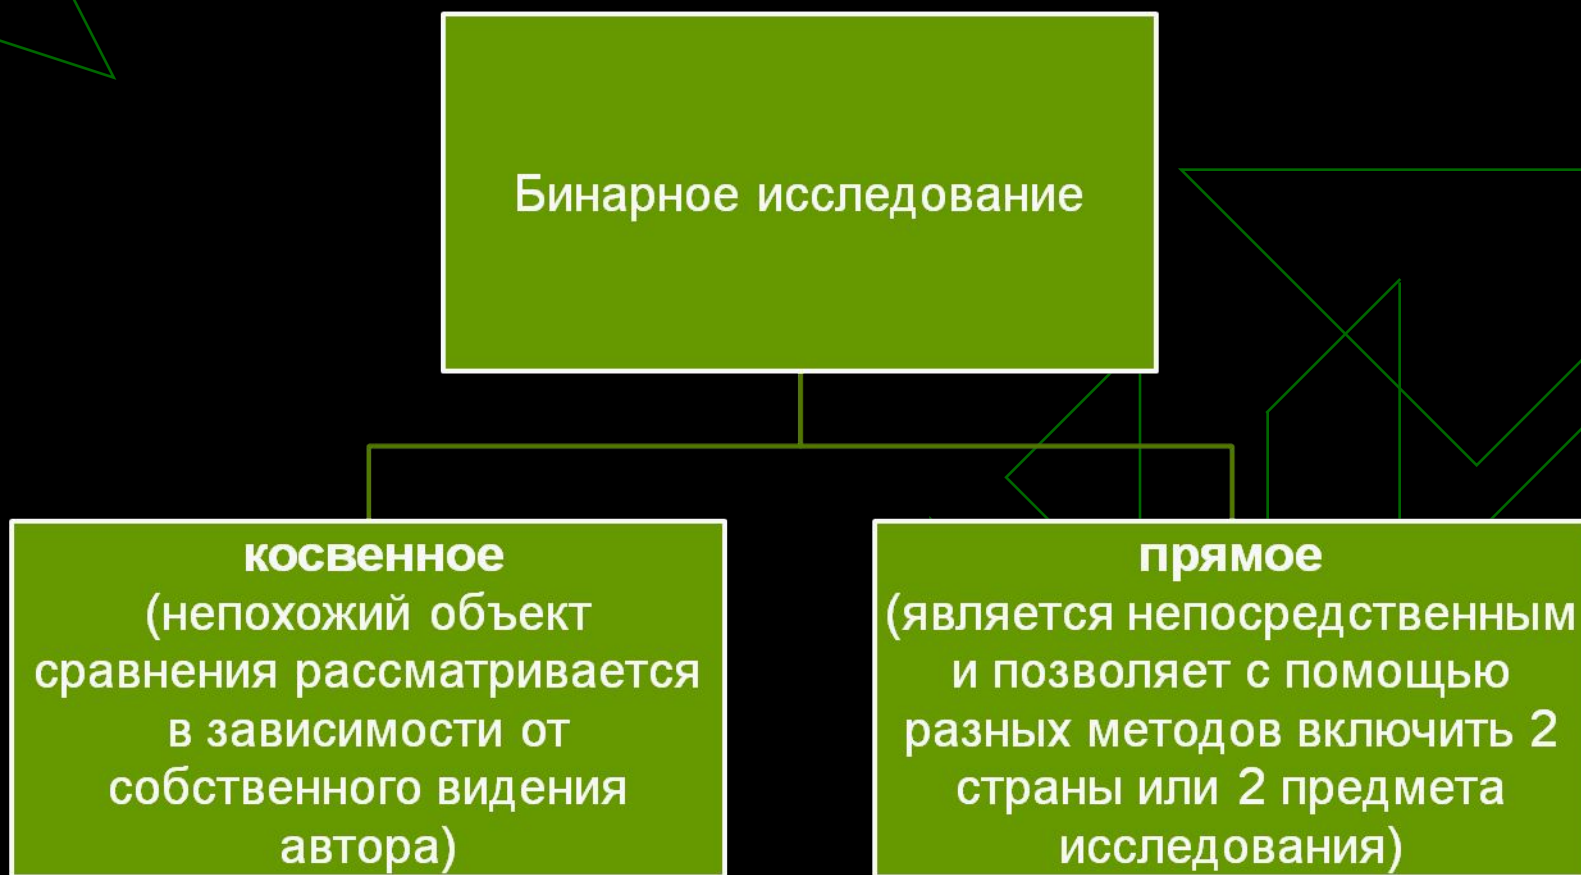 Бинарное исследование
косвенное
(непохожий объект
сравнения рассматривается
в зависимости от
собственного видения
автора)
прямое
(является непосредственным
и позволяет с помощью
разных методов включить 2
страны или 2 предмета
исследования)